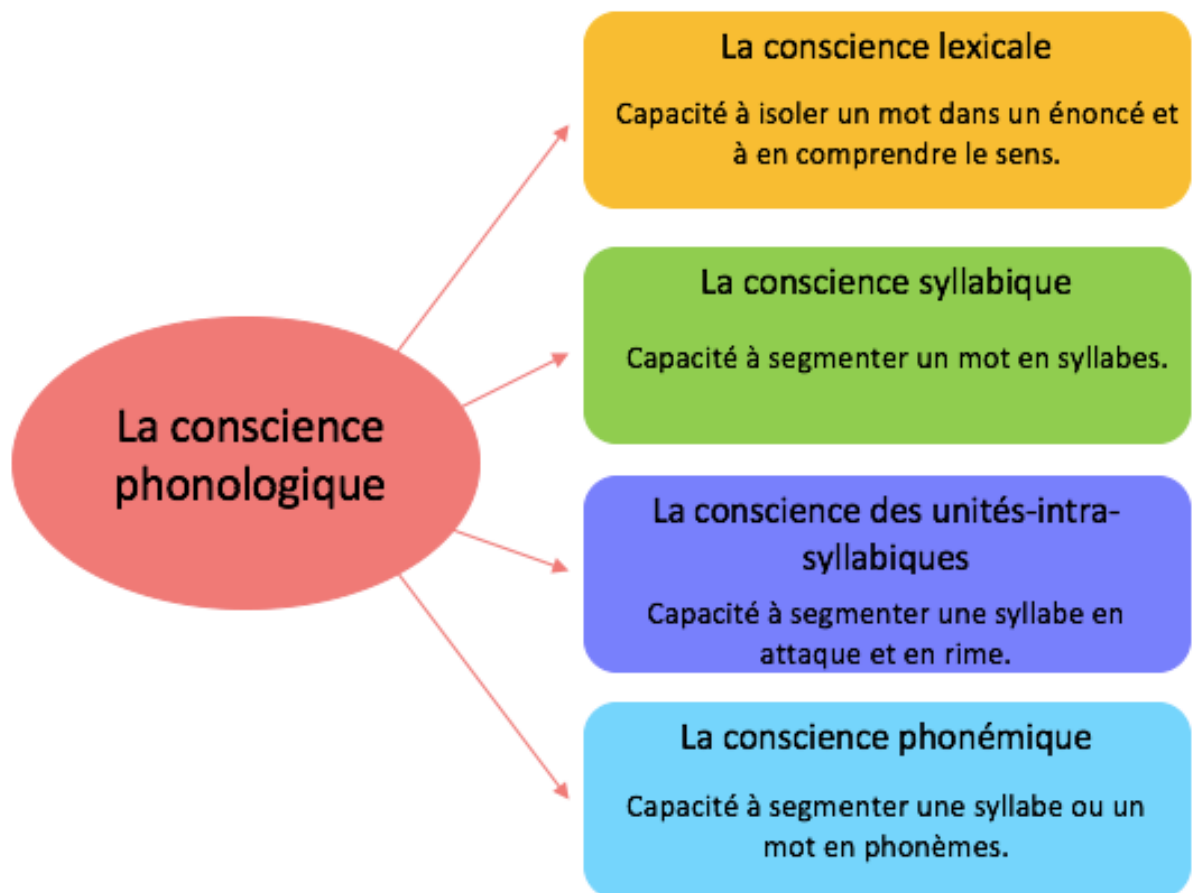 La conscience lexicale
Capacité à isoler un mot dans un énoncé et
à en comprendre le sens.
La conscience syllabique
Capacité à segmenter un mot en syllabes.
La conscience
phonologique
La conscience des unités-intra-
syllabiques
Capacité à segmenter une syllabe en
attaque et en rime.
La conscience phonémique
Capacité à segmenter une syllabe ou un
mot en phonèmes.